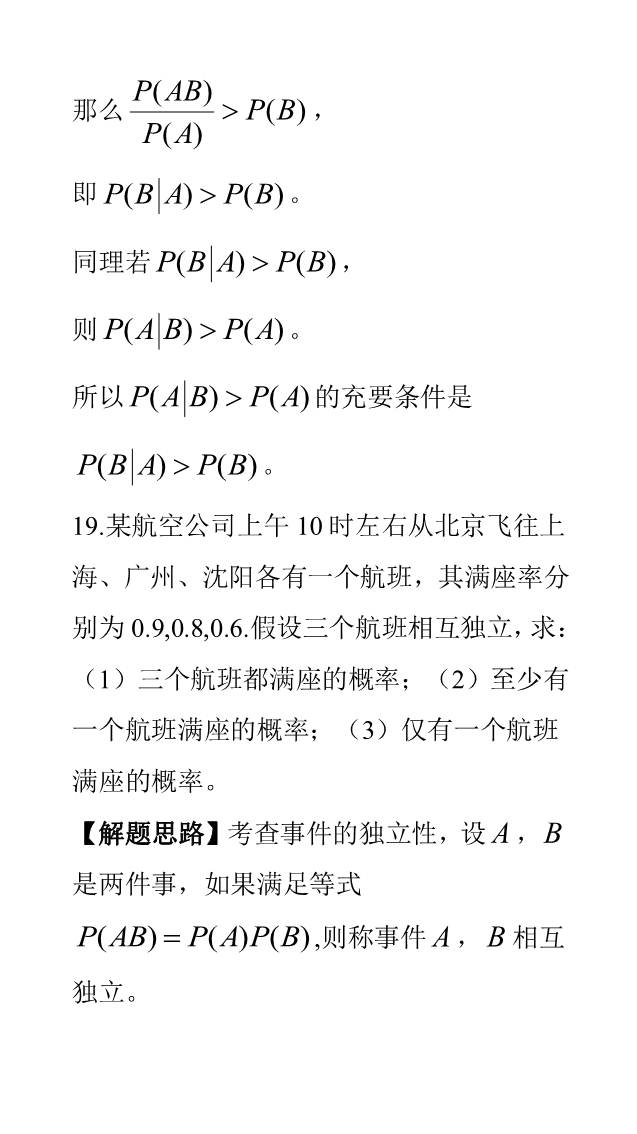 那么 P(AB)/P(A) > P(B)，
即 P(B|A) > P(B)。
同理若 P(B|A) > P(B)，
则 P(A|B) > P(A)。
所以 P(A|B) > P(A) 的充要条件是
P(B|A) > P(B)。
19.某航空公司上午 10 时左右从北京飞往上
海、广州、沈阳各有一个航班，其满座率分
别为 0.9,0.8,0.6.假设三个航班相互独立，求：
（1）三个航班都满座的概率；（2）至少有
一个航班满座的概率；（3）仅有一个航班
满座的概率。
【解题思路】考查事件的独立性，设 A ，B
是两件事，如果满足等式
P(AB) = P(A)P(B),则称事件 A ，B 相互
独立。